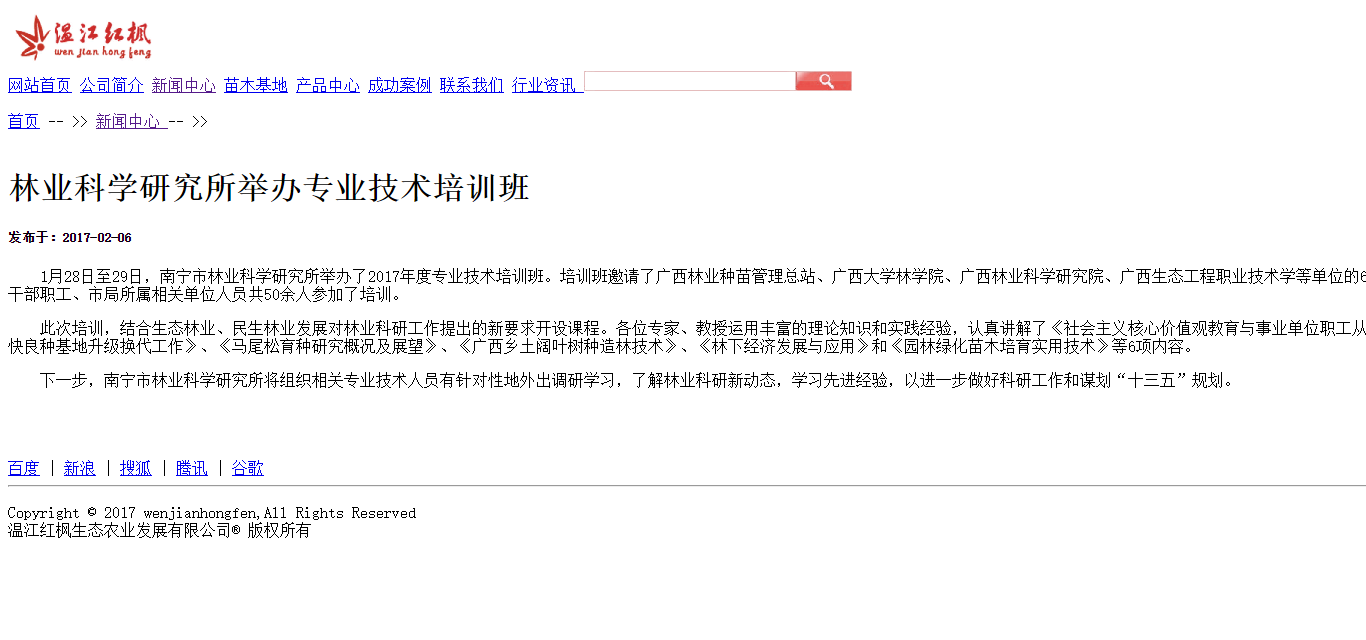 温江红枫
wen jian hong feng
网站首页 公司简介 新闻中心 苗木基地 产品中心 成功案例 联系我们 行业资讯
首页 -- >> 新闻中心 -- >>
林业科学研究所举办专业技术培训班
发布于：2017-02-06
1月28日至29日，南宁市林业科学研究所举办了2017年度专业技术培训班。培训班邀请了广西林业种苗管理总站、广西大学林学院、广西林业科学研究院、广西生态工程职业技术学等单位的6
干部职工、市局所属相关单位人员共50余人参加了培训。
此次培训，结合生态林业、民生林业发展对林业科研工作提出的新要求开设课程。各位专家、教授运用丰富的理论知识和实践经验，认真讲解了《社会主义核心价值观教育与事业单位职工从
快良种基地升级换代工作》、《马尾松育种研究概况及展望》、《广西乡土阔叶树种造林技术》、《林下经济发展与应用》和《园林绿化苗木培育实用技术》等6项内容。
下一步，南宁市林业科学研究所将组织相关专业技术人员有针对性地外出调研学习，了解林业科研新动态，学习先进经验，以进一步做好科研工作和谋划“十三五”规划。
百度 | 新浪 | 搜狐 | 腾讯 | 谷歌
Copyright © 2017 wenjianhongfen,All Rights Reserved
温江红枫生态农业发展有限公司® 版权所有